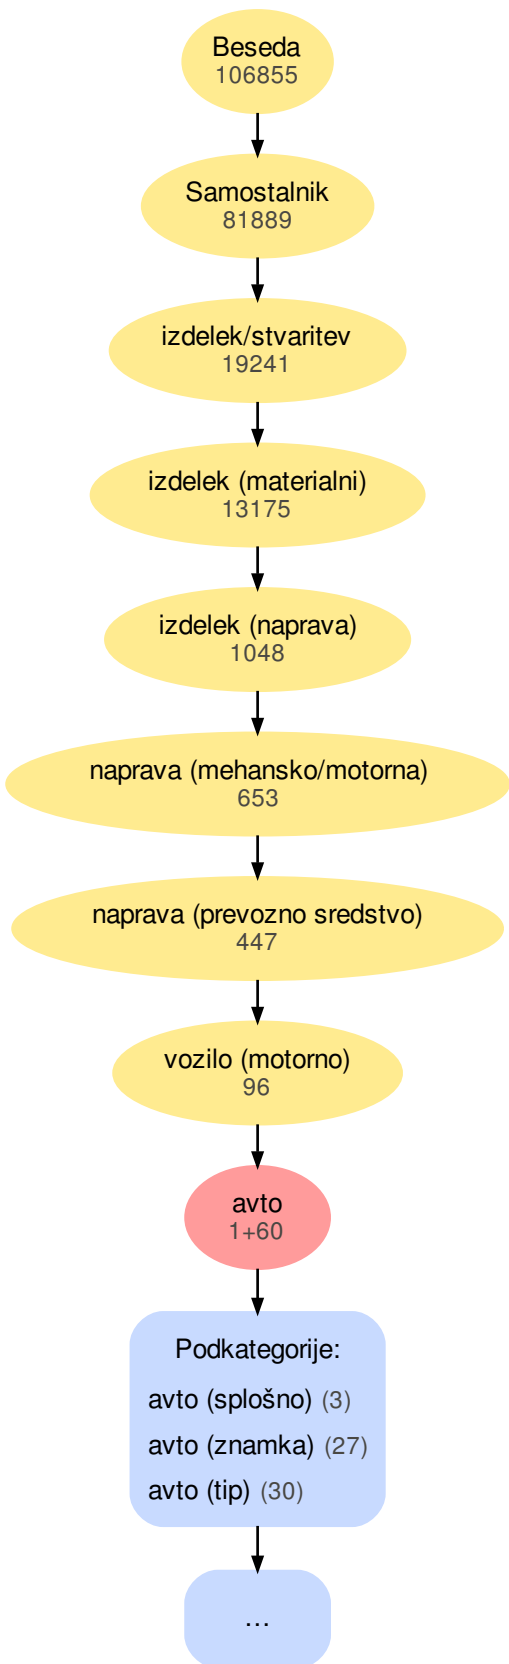 Beseda
106855
Samostalnik
81889
izdelek/stvaritev
19241
izdelek (materialni)
13175
izdelek (naprava)
1048
naprava (mehansko/motorna)
653
naprava (prevozno sredstvo)
447
vozilo (motorno)
96
avto
1+60
Podkategorije:
avto (splošno) (3)
avto (znamka) (27)
avto (tip) (30)
...